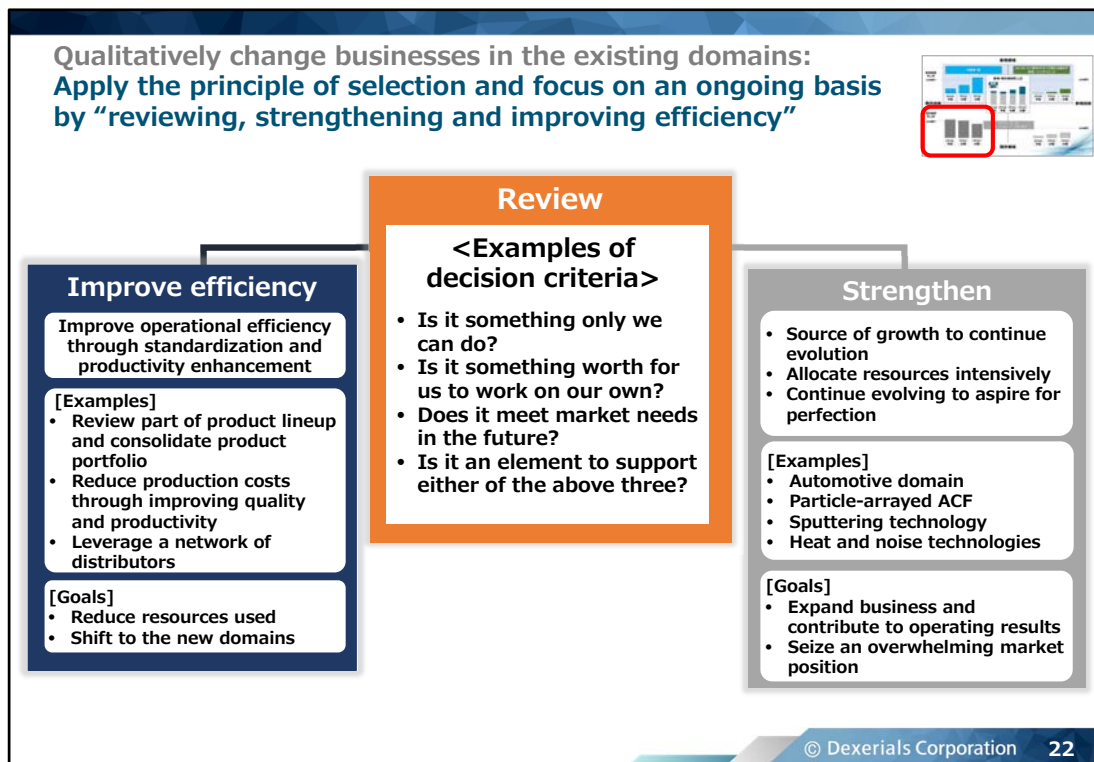 Qualitatively change businesses in the existing domains:
Apply the principle of selection and focus on an ongoing basis
by “reviewing, strengthening and improving efficiency”
Review
<Examples of
decision criteria>
• Is it something only we
can do?
• Is it something worth for
us to work on our own?
• Does it meet market needs
in the future?
• Is it an element to support
either of the above three?
Improve efficiency
Improve operational efficiency
through standardization and
productivity enhancement
[Examples]
• Review part of product lineup
and consolidate product
portfolio
• Reduce production costs
through improving quality
and productivity
• Leverage a network of
distributors
[Goals]
• Reduce resources used
• Shift to the new domains
Strengthen
• Source of growth to continue
evolution
• Allocate resources intensively
• Continue evolving to aspire for
perfection
[Examples]
• Automotive domain
• Particle-arrayed ACF
• Sputtering technology
• Heat and noise technologies
[Goals]
• Expand business and
contribute to operating results
• Seize an overwhelming market
position
© Dexerials Corporation 22